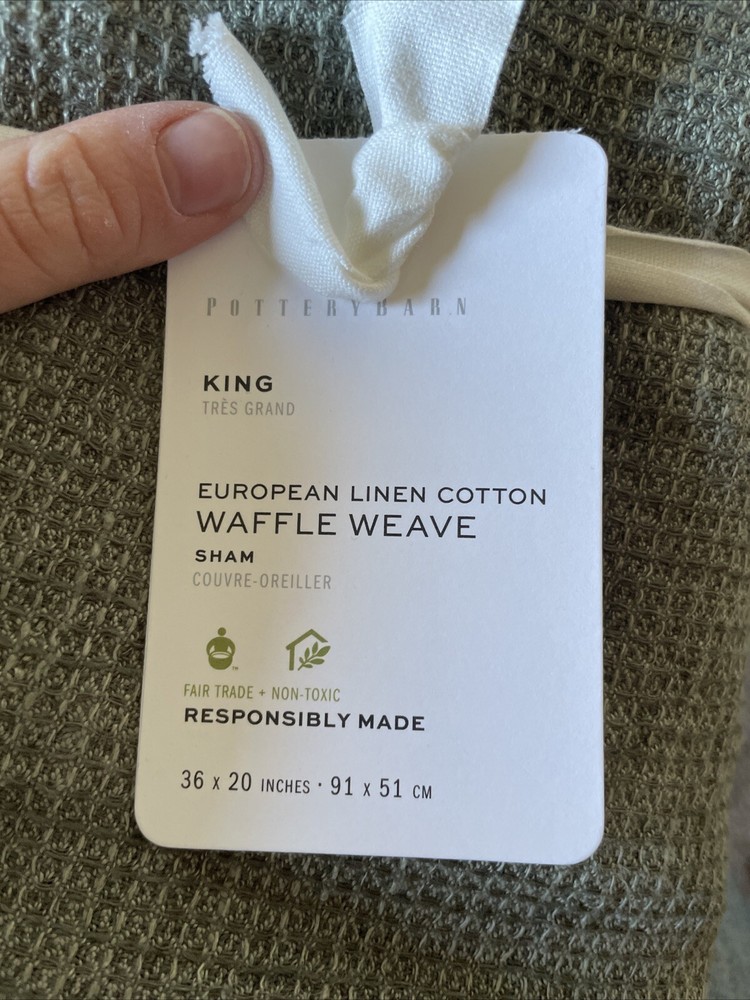 POTTERYBARN
KING
TRÈS GRAND
EUROPEAN LINEN COTTON
WAFFLE WEAVE
SHAM
COUVRE-OREILLER
TM
FAIR TRADE + NON-TOXIC
RESPONSIBLY MADE
36 x 20 INCHES · 91 x 51 CM